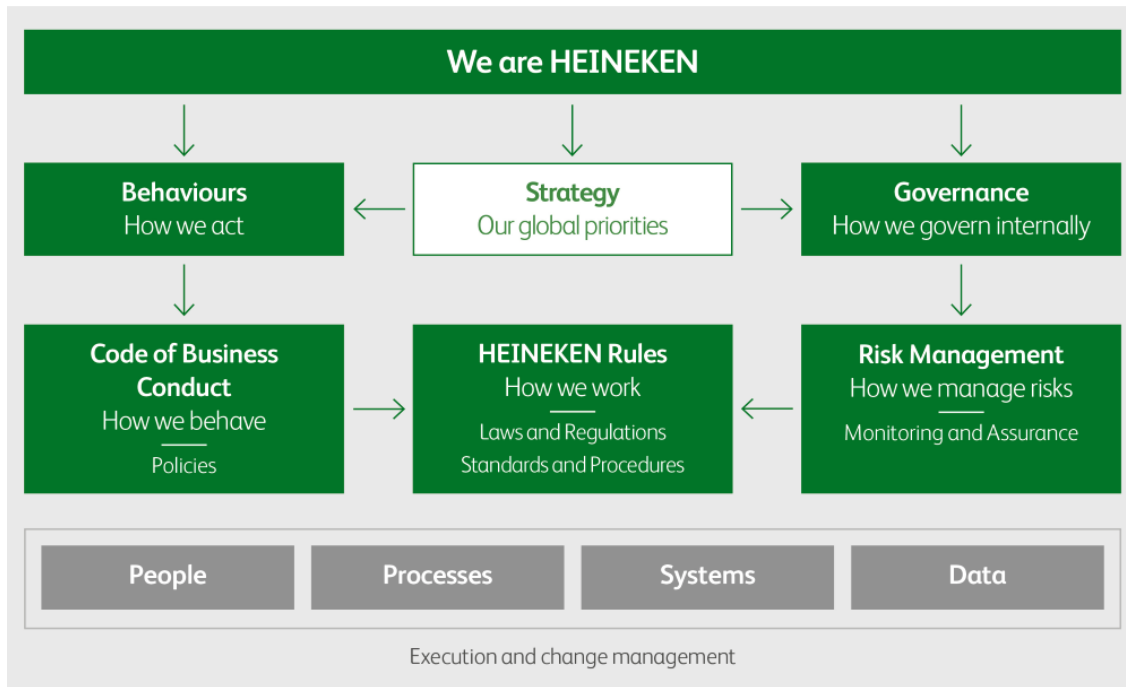 We are HEINEKEN
Behaviours
How we act
Strategy
Our global priorities
Governance
How we govern internally
Code of Business
Conduct
How we behave
Policies
HEINEKEN Rules
How we work
Laws and Regulations
Standards and Procedures
Risk Management
How we manage risks
Monitoring and Assurance
People
Processes
Systems
Data
Execution and change management